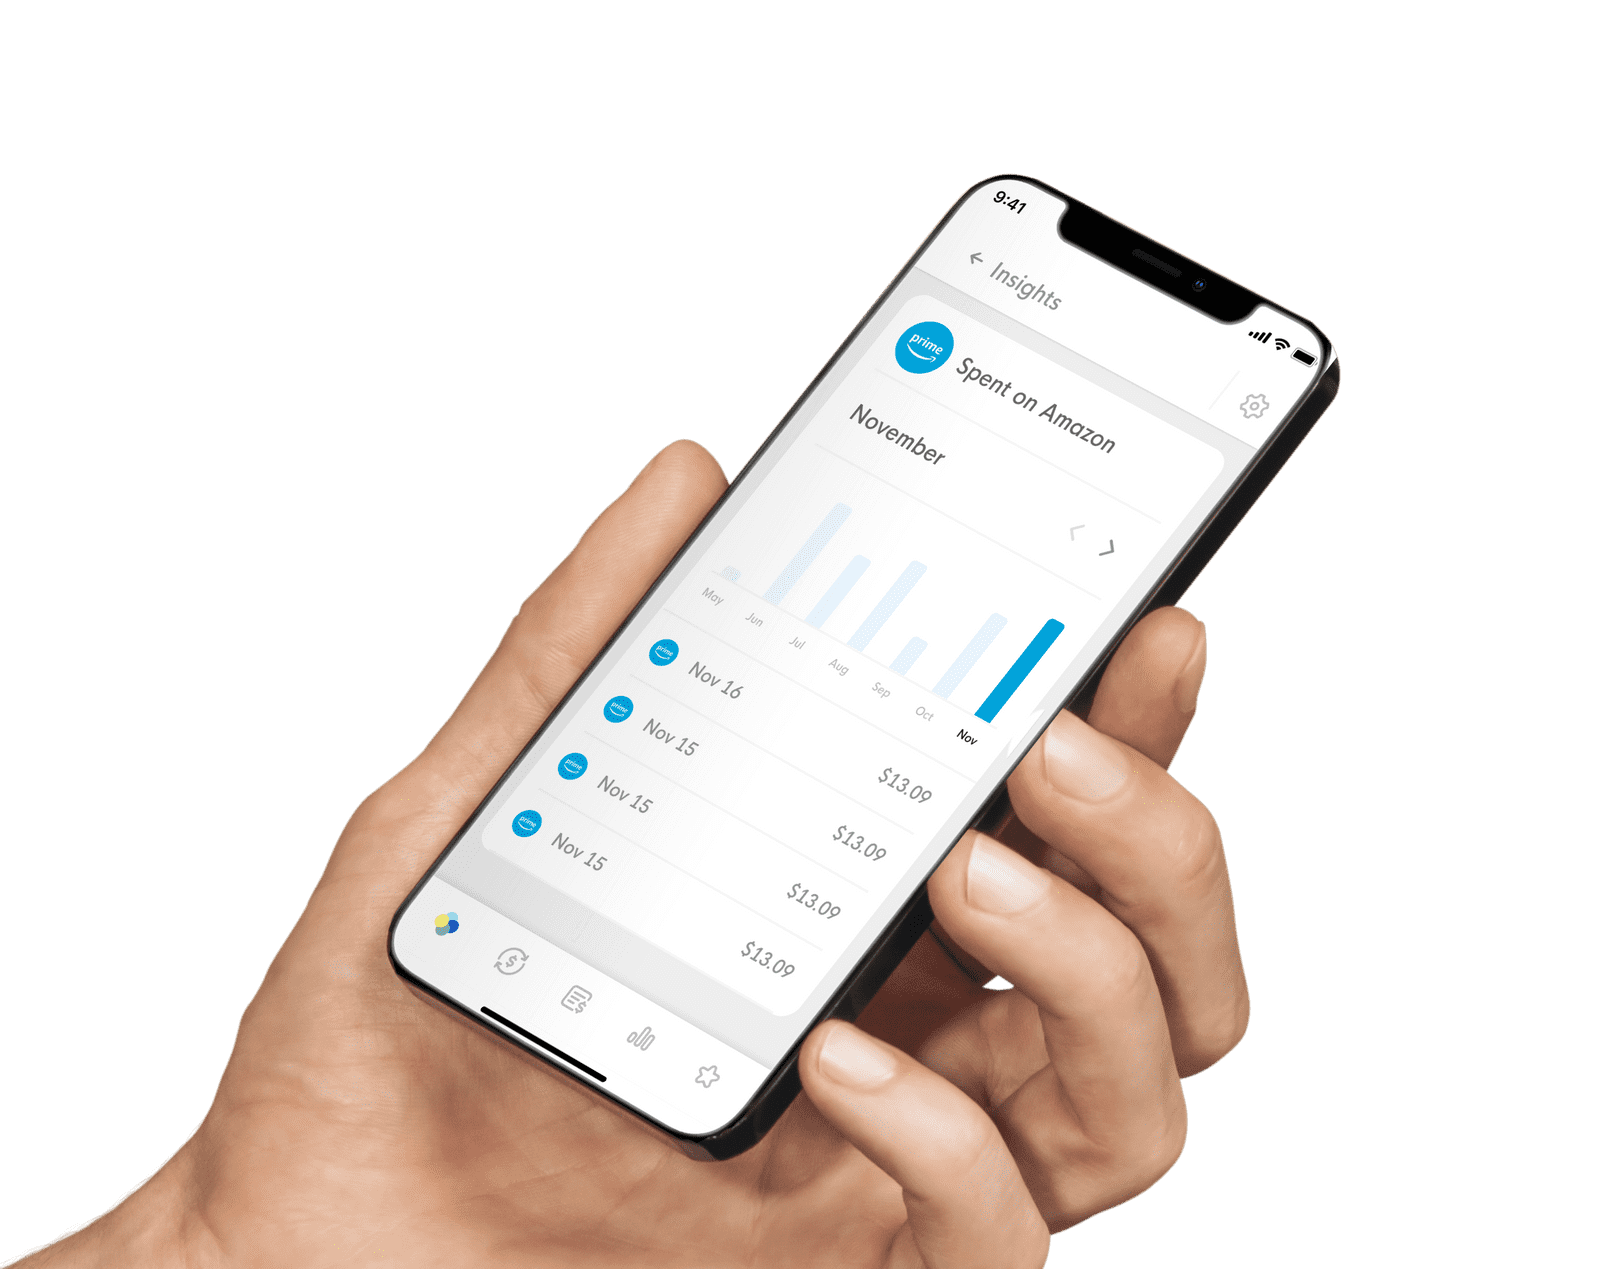 9:41
Insights
prime
Spent on Amazon
November
May Jun Jul Aug Sep Oct Nov
prime Nov 16 $13.09
prime Nov 15 $13.09
prime Nov 15 $13.09
prime Nov 15 $13.09